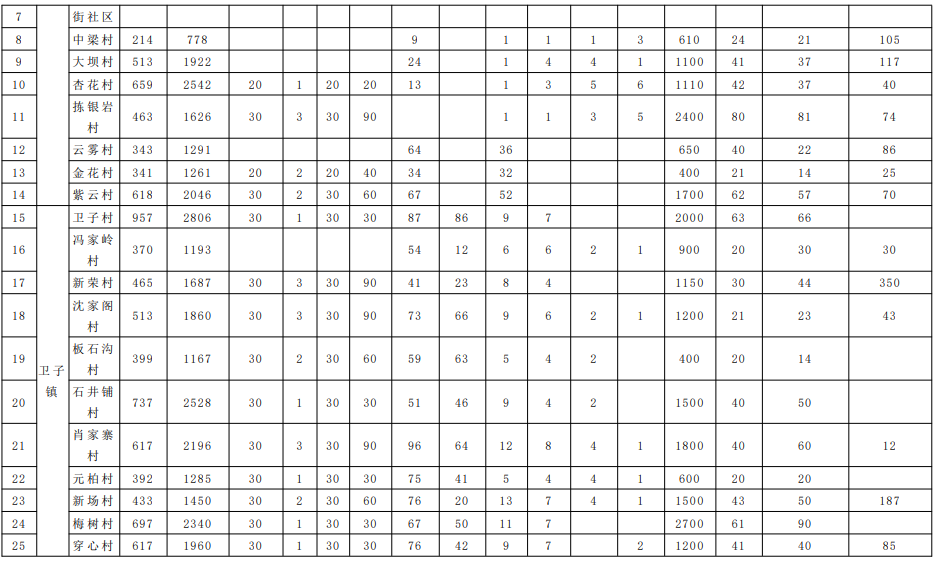 7 街社区
8 中梁村 214 778 9 1 1 1 3 610 24 21 105
9 大坝村 513 1922 24 1 4 4 1 1100 41 37 117
10 杏花村 659 2542 20 1 20 20 13 1 3 5 6 1110 42 37 40
11 拣银岩村 463 1626 30 3 30 90 1 1 3 5 2400 80 81 74
12 云雾村 343 1291 64 36 650 40 22 86
13 金花村 341 1261 20 2 20 40 34 32 400 21 14 25
14 紫云村 618 2046 30 2 30 60 67 52 1700 62 57 70
卫子镇
15 卫子村 957 2806 30 1 30 30 87 86 9 7 2000 63 66
16 冯家岭村 370 1193 54 12 6 6 2 1 900 20 30 30
17 新荣村 465 1687 30 3 30 90 41 23 8 4 1150 30 44 350
18 沈家阁村 513 1860 30 3 30 90 73 66 9 6 2 1 1200 21 23 43
19 板石沟村 399 1167 30 2 30 60 59 63 5 4 2 400 20 14
20 石井铺村 737 2528 30 1 30 30 51 46 9 4 2 1500 40 50
21 肖家寨村 617 2196 30 3 30 90 96 64 12 8 4 1 1800 40 60 12
22 元柏村 392 1285 30 1 30 30 75 41 5 4 4 1 600 20 20
23 新场村 433 1450 30 2 30 60 76 20 13 7 4 1 1500 43 50 187
24 梅树村 697 2340 30 1 30 30 67 50 11 7 2700 61 90
25 穿心村 617 1960 30 1 30 30 76 42 9 7 2 1200 41 40 85